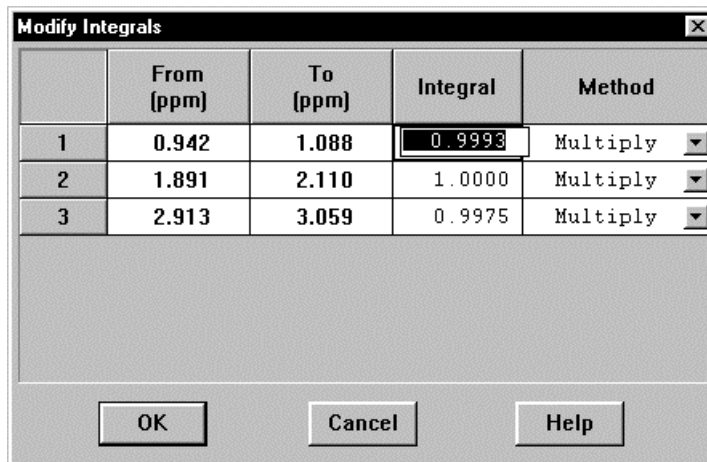 Modify Integrals
From (ppm) To (ppm) Integral Method
1 0.942 1.088 0.9993 Multiply
2 1.891 2.110 1.0000 Multiply
3 2.913 3.059 0.9975 Multiply
OK Cancel Help